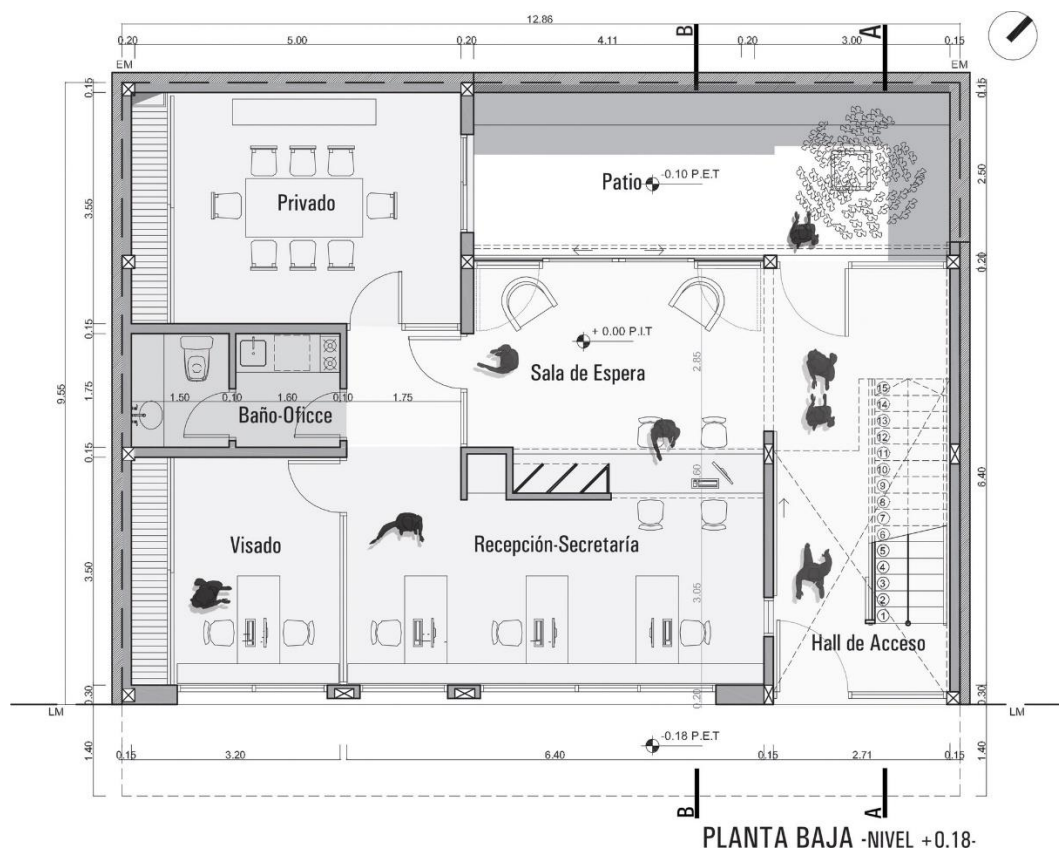 12.86
B
A
0.20
5.00
0.20
4.11
0.20
3.00
0.15
EM
EM
0.15
0.15
0.15
Privado
Patio
-0.10 P.E.T
2.50
3.55
0.20
+ 0.00 P.I.T
0.15
Sala de Espera
2.85
9.55
1.75
1.50
0.10
1.60
0.10
1.75
Baño-Oficce
15
14
13
12
11
10
9
8
7
6
5
4
3
2
1
0.15
.60
6.40
Visado
Recepción-Secretaría
3.50
3.05
Hall de Acceso
0.30
0.20
0.30
LM
LM
-0.18 P.E.T
1.40
0.15
3.20
6.40
0.15
2.71
0.15
1.40
B
A
PLANTA BAJA -NIVEL +0.18-